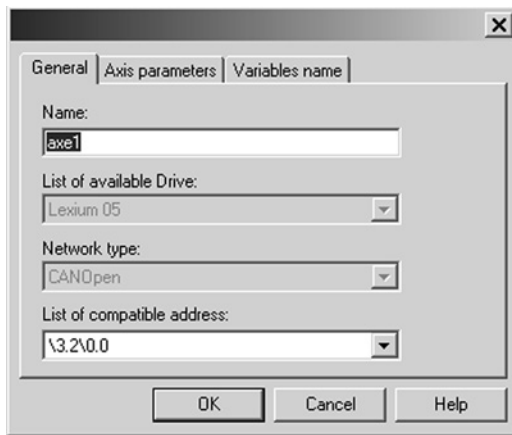 General Axis parameters Variables name
Name:
axe1
List of available Drive:
Lexium 05
Network type:
CANOpen
List of compatible address:
\3.2\0.0
OK Cancel Help